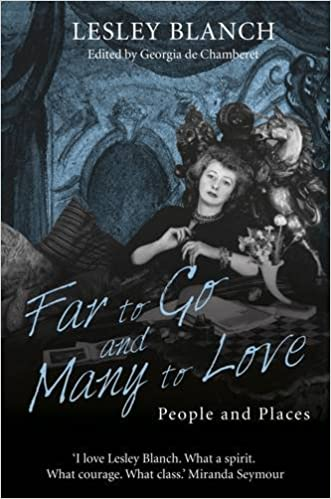 LESLEY BLANCH
Edited by Georgia de Chamberet
Far to Go
and
Many to Love
People and Places
‘I love Lesley Blanch. What a spirit.
What courage. What class.’ Miranda Seymour